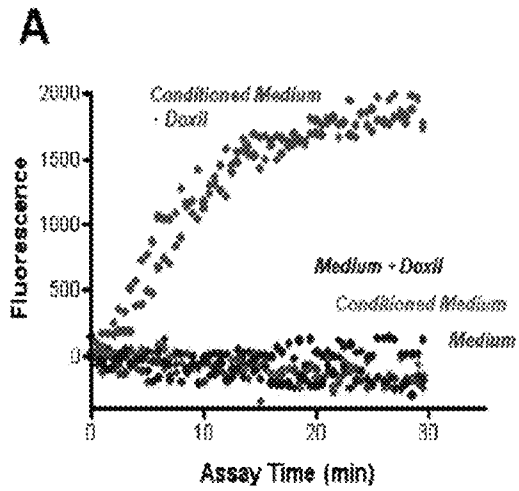 A
2000
Conditioned Medium
+ Doxil
1500
1000
500
0
Fluorescence
Medium + Doxil
Conditioned Medium
Medium
0
10
20
30
Assay Time (min)